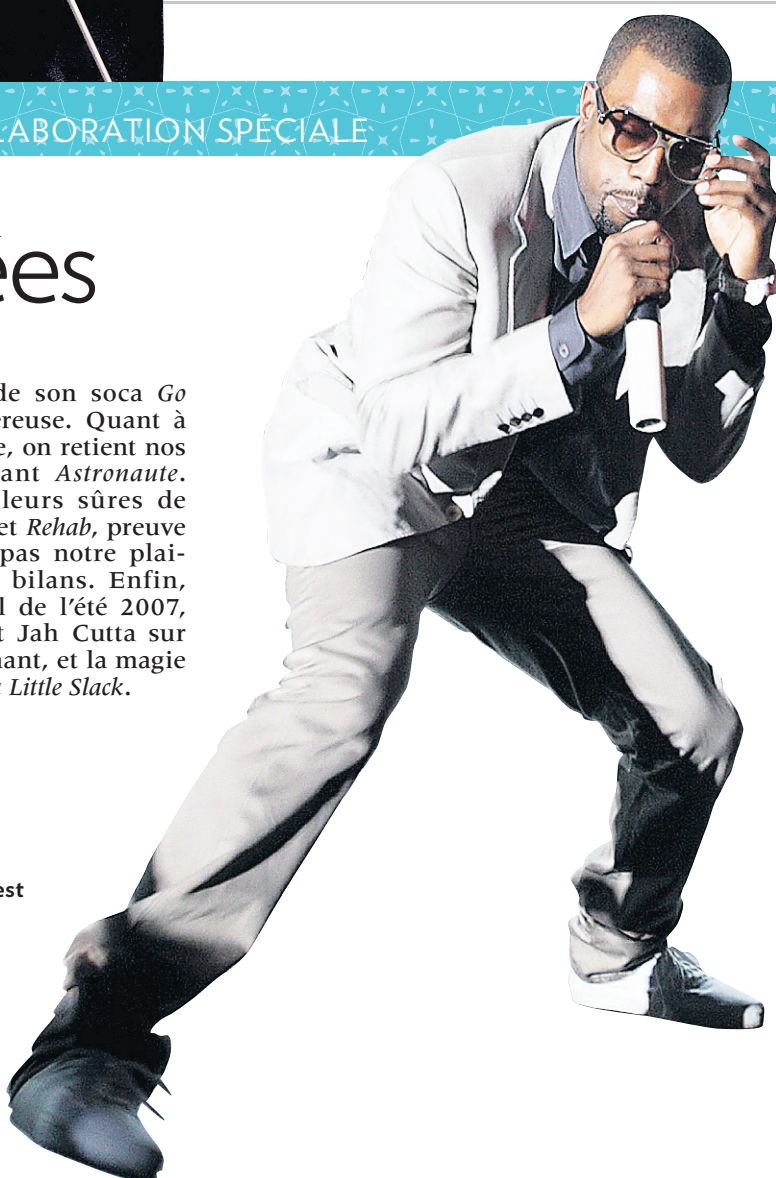 LABORATION SPÉCIALE
ées
de son soca Go
éreuse. Quant à
e, on retient nos
ant Astronaute.
leurs sûres de
et Rehab, preuve
pas notre plai-
bilans. Enfin,
l de l’été 2007,
t Jah Cutta sur
nant, et la magie
Little Slack.
est